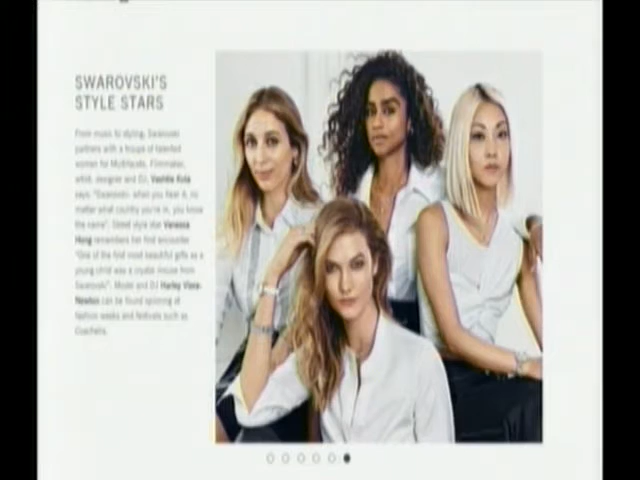 SWAROVSKI'S
STYLE STARS
From music to styling, Swarovski
partners with a troupe of talented
women for Multifacets. Filmmaker,
artist, designer and DJ, Vashtie Kola
says: "Swarovski- when you hear it, no
matter what country you're in, you know
the name". Street style star Vanessa
Hong remembers her first encounter
"One of the first most beautiful gifts as a
young child was a crystal mouse from
Swarovski". Model and DJ Harley Viera-
Newton can be found spinning at
fashion weeks and festivals such as
Coachella.